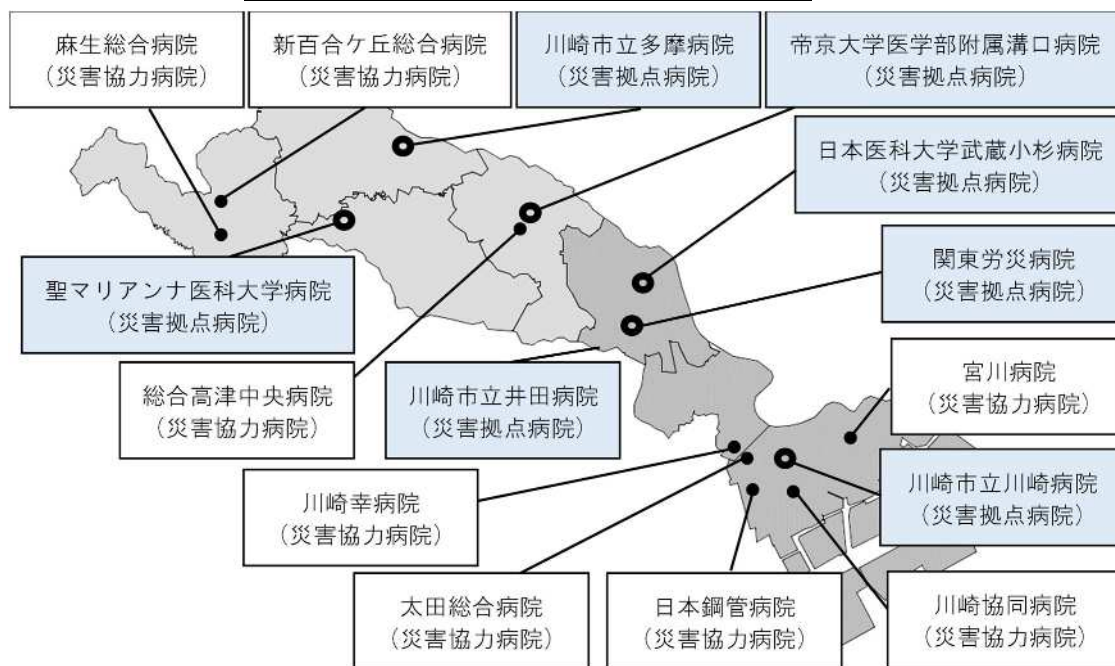 麻生総合病院
（災害協力病院）
新百合ケ丘総合病院
（災害協力病院）
川崎市立多摩病院
（災害拠点病院）
帝京大学医学部附属溝口病院
（災害拠点病院）
日本医科大学武蔵小杉病院
（災害拠点病院）
関東労災病院
（災害拠点病院）
聖マリアンナ医科大学病院
（災害拠点病院）
総合高津中央病院
（災害協力病院）
川崎市立井田病院
（災害拠点病院）
宮川病院
（災害協力病院）
川崎幸病院
（災害協力病院）
川崎市立川崎病院
（災害拠点病院）
太田総合病院
（災害協力病院）
日本鋼管病院
（災害協力病院）
川崎協同病院
（災害協力病院）